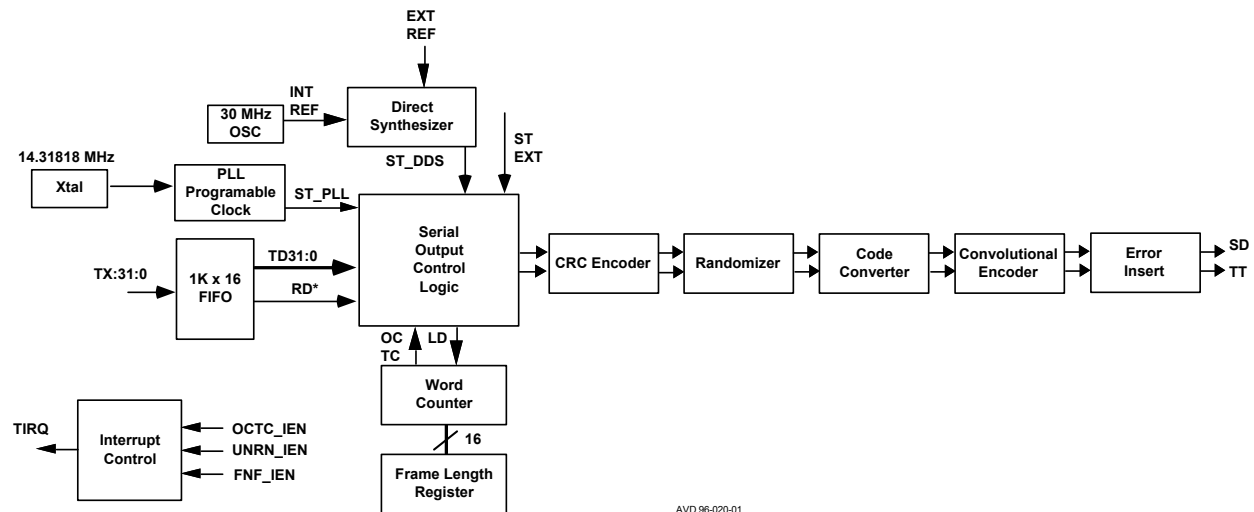 EXT
REF
INT
REF
30 MHz
OSC
Direct
Synthesizer
ST
EXT
ST_DDS
14.31818 MHz
Xtal
PLL
Programable
Clock
ST_PLL
TX:31:0
1K x 16
FIFO
TD31:0
RD*
Serial
Output
Control
Logic
CRC Encoder
Randomizer
Code
Converter
Convolutional
Encoder
Error
Insert
SD
TT
OC
TC
LD
Word
Counter
16
Frame Length
Register
TIRQ
Interrupt
Control
OCTC_IEN
UNRN_IEN
FNF_IEN
AVD 96-020-01